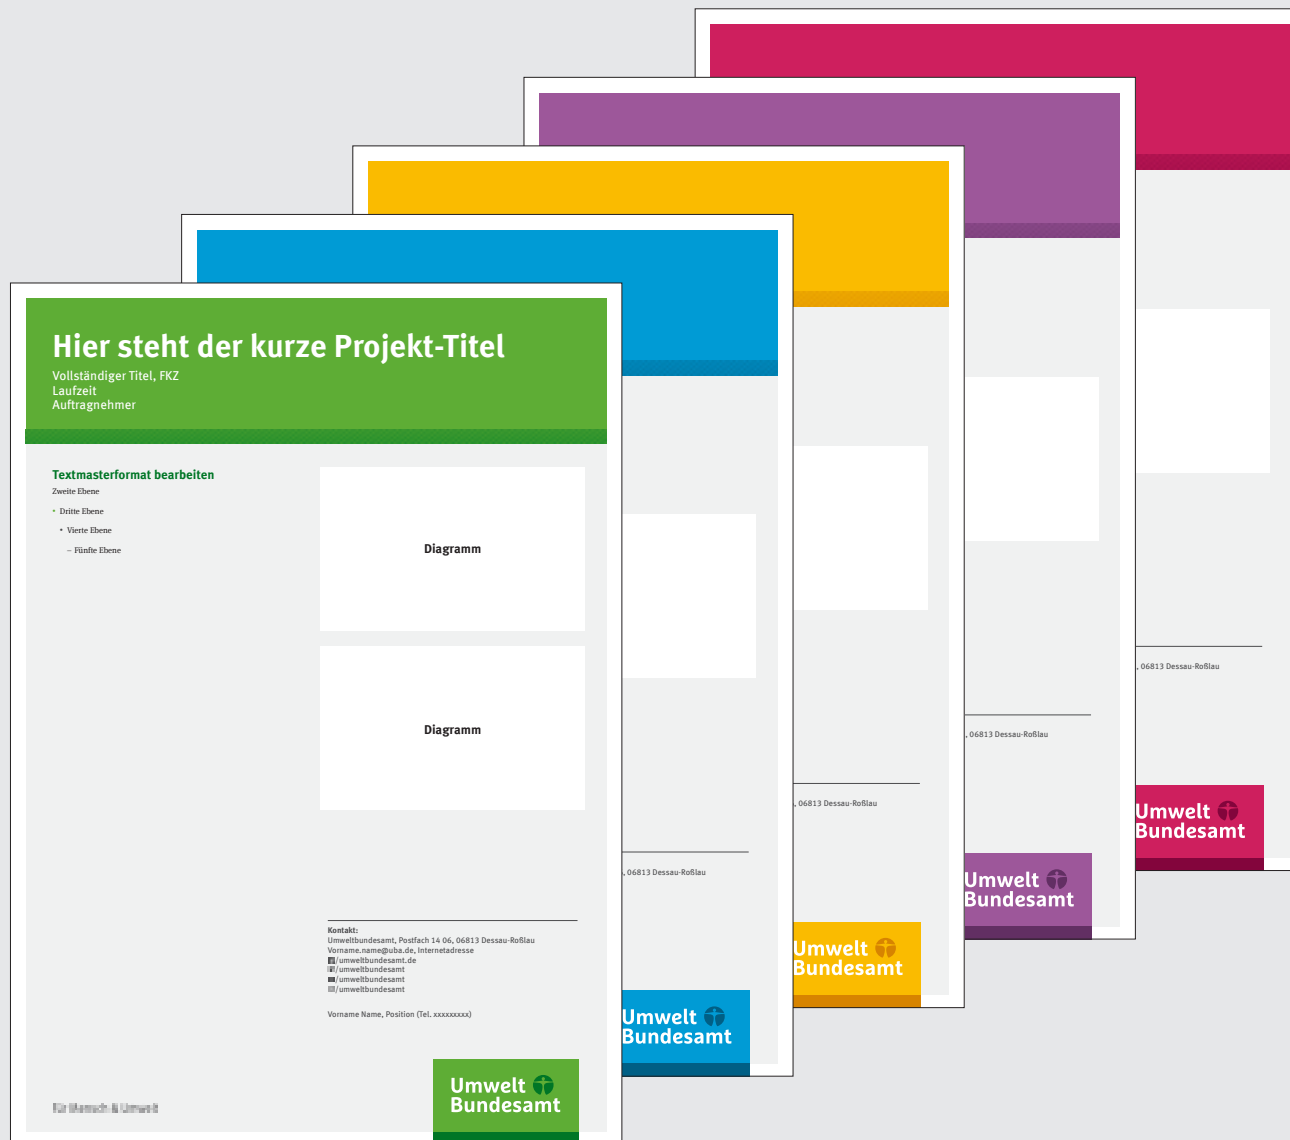 Hier steht der kurze Projekt-Titel
Vollständiger Titel, FKZ
Laufzeit
Auftragnehmer
Textmasterformat bearbeiten
Zweite Ebene
• Dritte Ebene
• Vierte Ebene
– Fünfte Ebene
Diagramm
Diagramm
Kontakt:
Umweltbundesamt, Postfach 14 06, 06813 Dessau-Roßlau
Vorname.name@uba.de, Internetadresse
/umweltbundesamt.de
/umweltbundesamt
/umweltbundesamt
/umweltbundesamt
Vorname Name, Position (Tel. xxxxxxxxx)
Für Mensch & Umwelt
Umwelt
Bundesamt
, 06813 Dessau-Roßlau
Umwelt
Bundesamt
, 06813 Dessau-Roßlau
Umwelt
Bundesamt
, 06813 Dessau-Roßlau
Umwelt
Bundesamt
, 06813 Dessau-Roßlau
Umwelt
Bundesamt